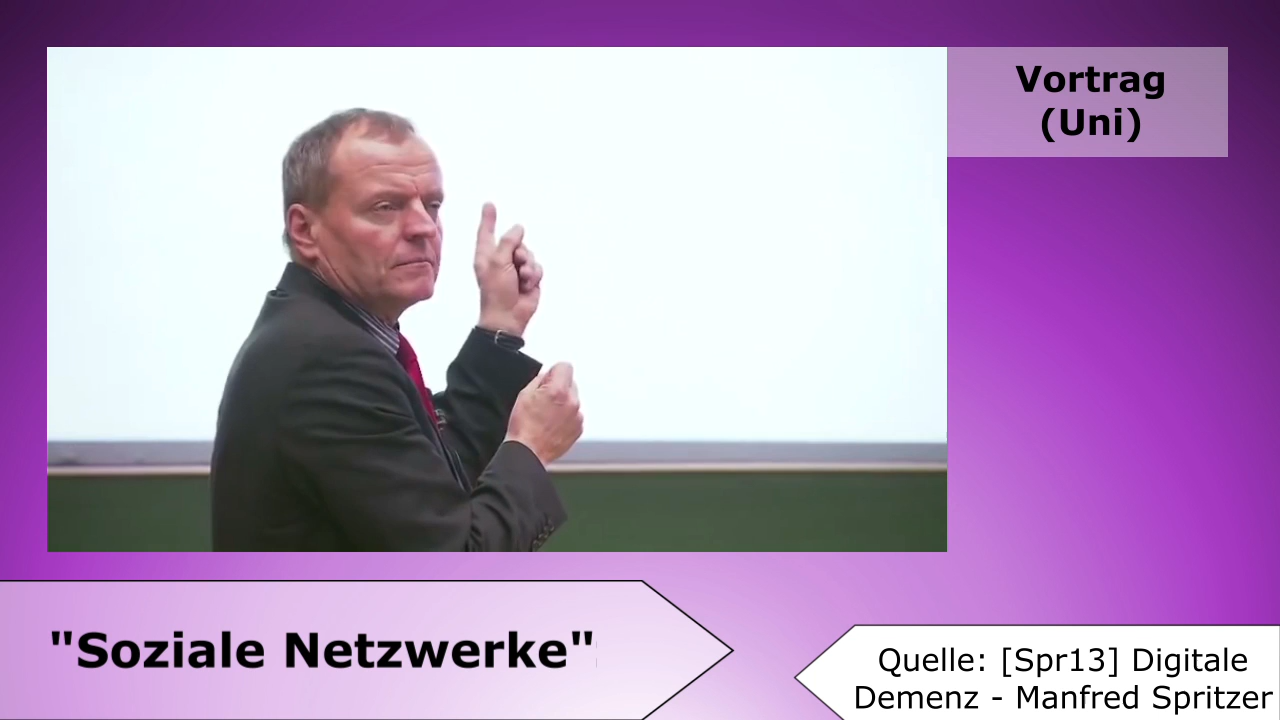 Vortrag
(Uni)
"Soziale Netzwerke"
Quelle: [Spr13] Digitale
Demenz - Manfred Spritzer